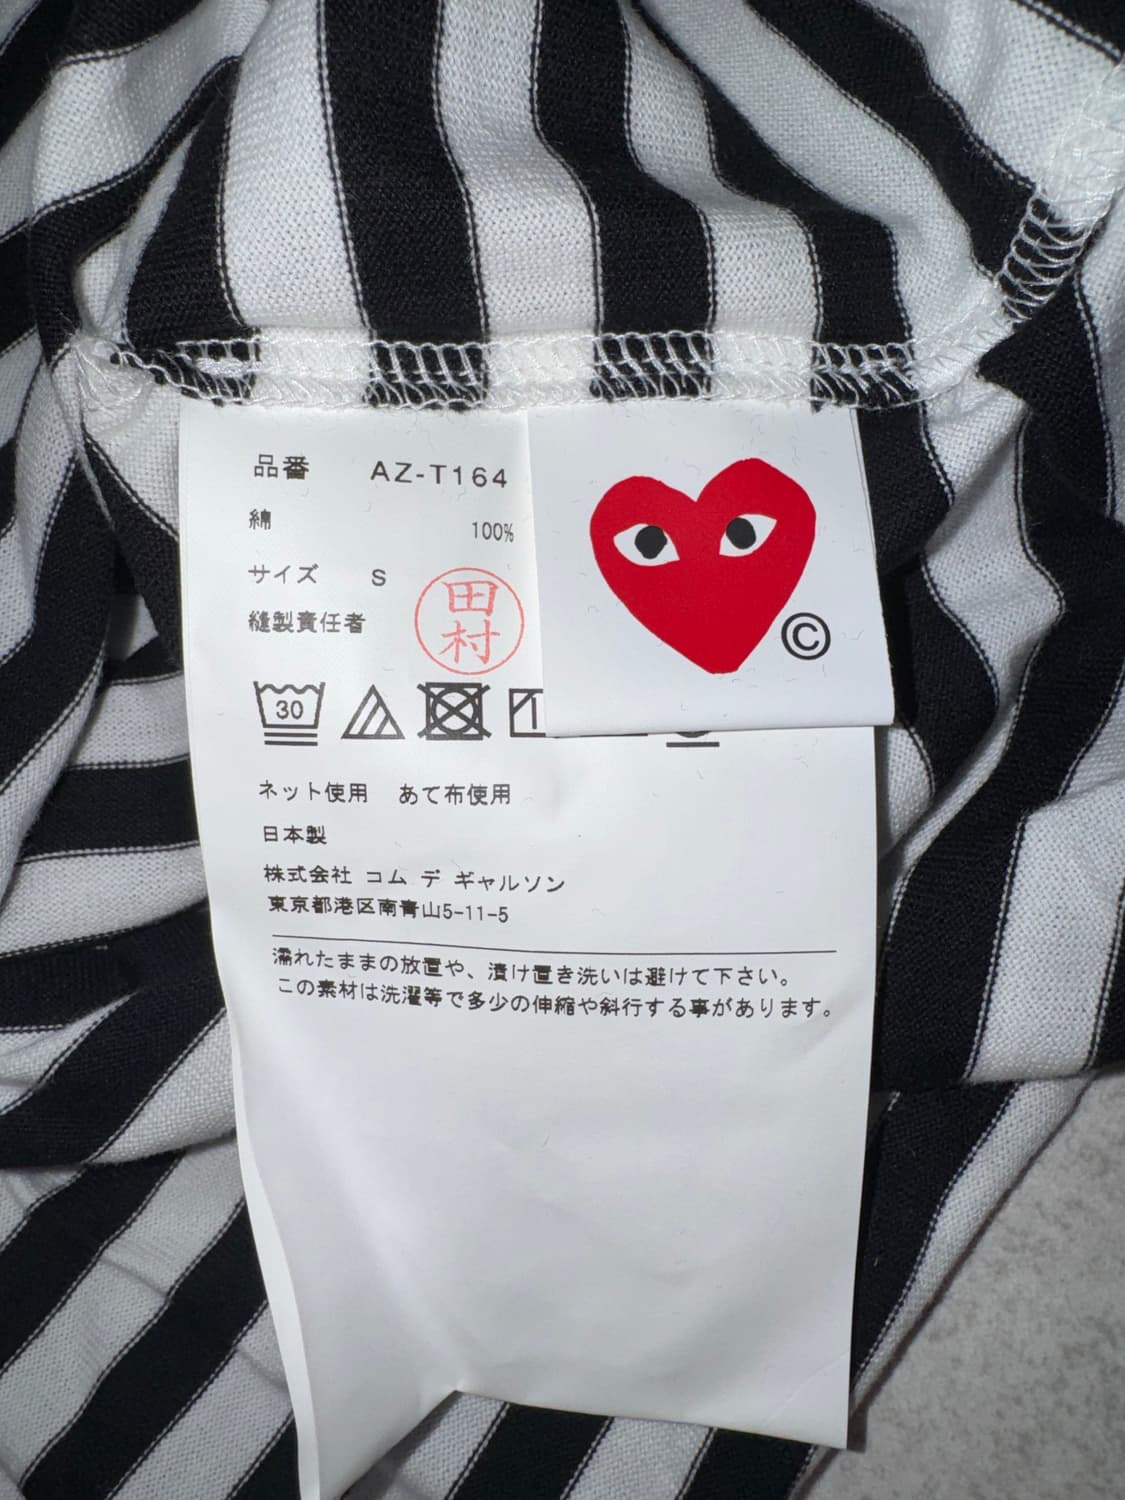 品番 AZ-T164
綿 100%
サイズ S
縫製責任者 田村
30
©
ネット使用 あて布使用
日本製
株式会社 コム デ ギャルソン
東京都港区南青山5-11-5
濡れたままの放置や、漬け置き洗いは避けて下さい。
この素材は洗濯等で多少の伸縮や斜行する事があります。